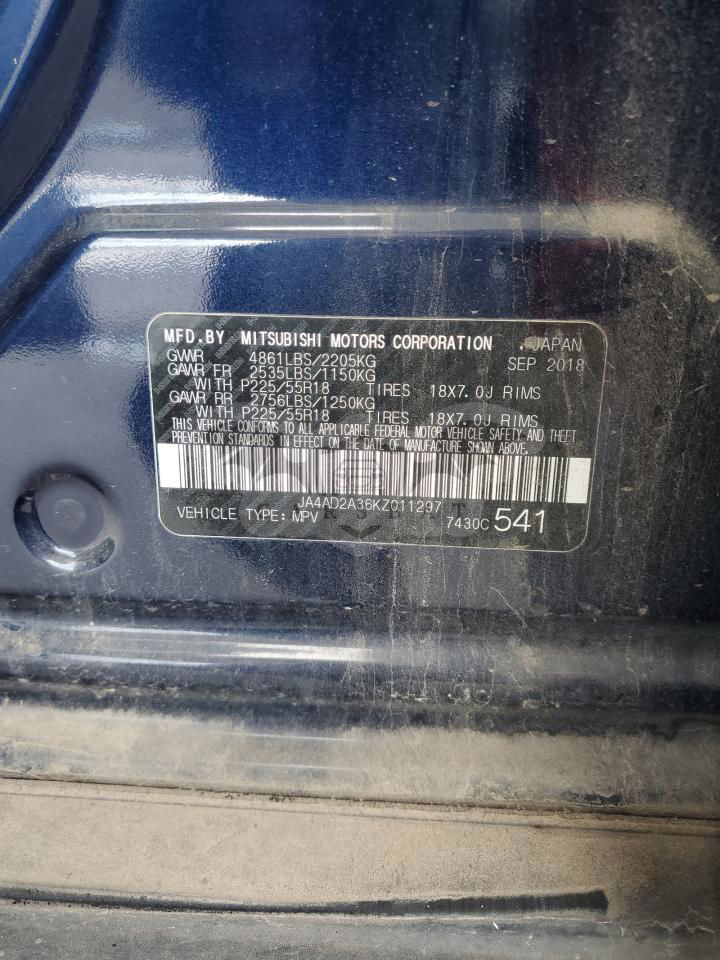 MFD.BY MITSUBISHI MOTORS CORPORATION JAPAN
GVWR 4861LBS/2205KG SEP 2018
GAWR FR 2535LBS/1150KG
WITH P225/55R18 TIRES 18X7.0J RIMS
GAWR RR 2756LBS/1250KG
WITH P225/55R18 TIRES 18X7.0J RIMS
THIS VEHICLE CONFORMS TO ALL APPLICABLE FEDERAL MOTOR VEHICLE SAFETY AND THEFT
PREVENTION STANDARDS IN EFFECT ON THE DATE OF MANUFACTURE SHOWN ABOVE.
JA4AD2A36KZ011297
VEHICLE TYPE:MPV 7430C 541